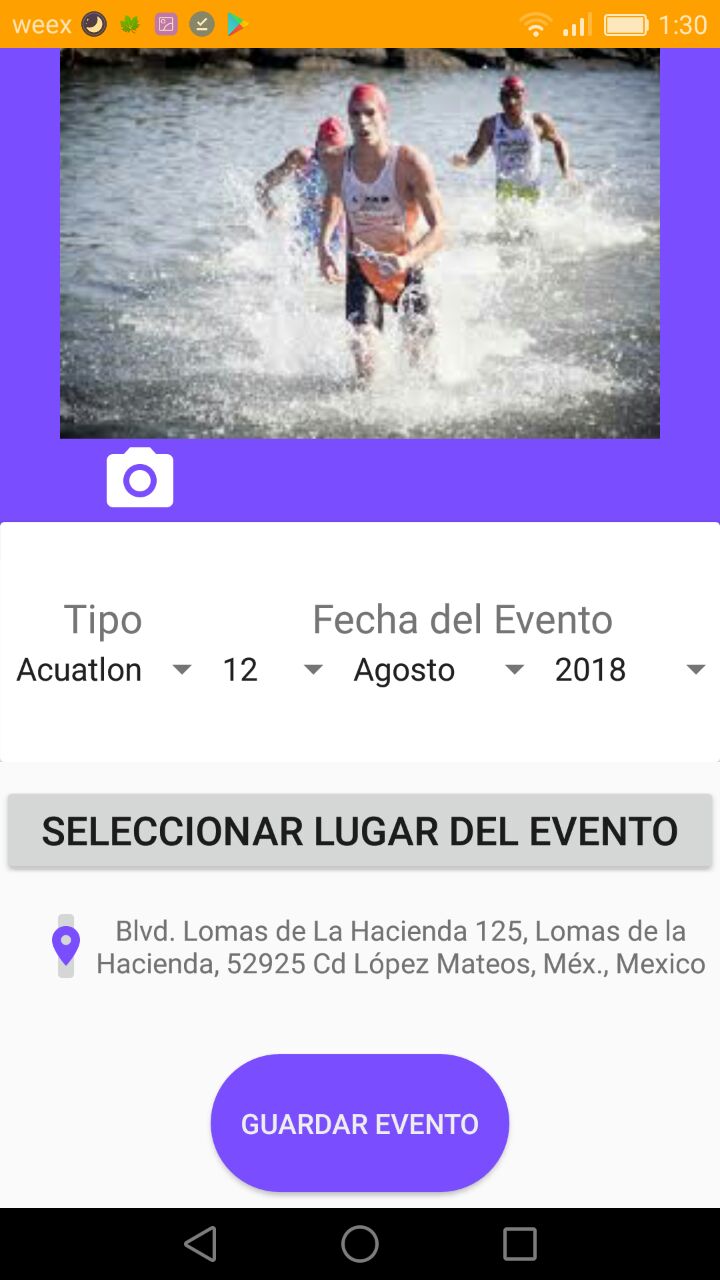 weex 1:30
Tipo Fecha del Evento
Acuatlon 12 Agosto 2018
SELECCIONAR LUGAR DEL EVENTO
Blvd. Lomas de La Hacienda 125, Lomas de la
Hacienda, 52925 Cd López Mateos, Méx., Mexico
GUARDAR EVENTO